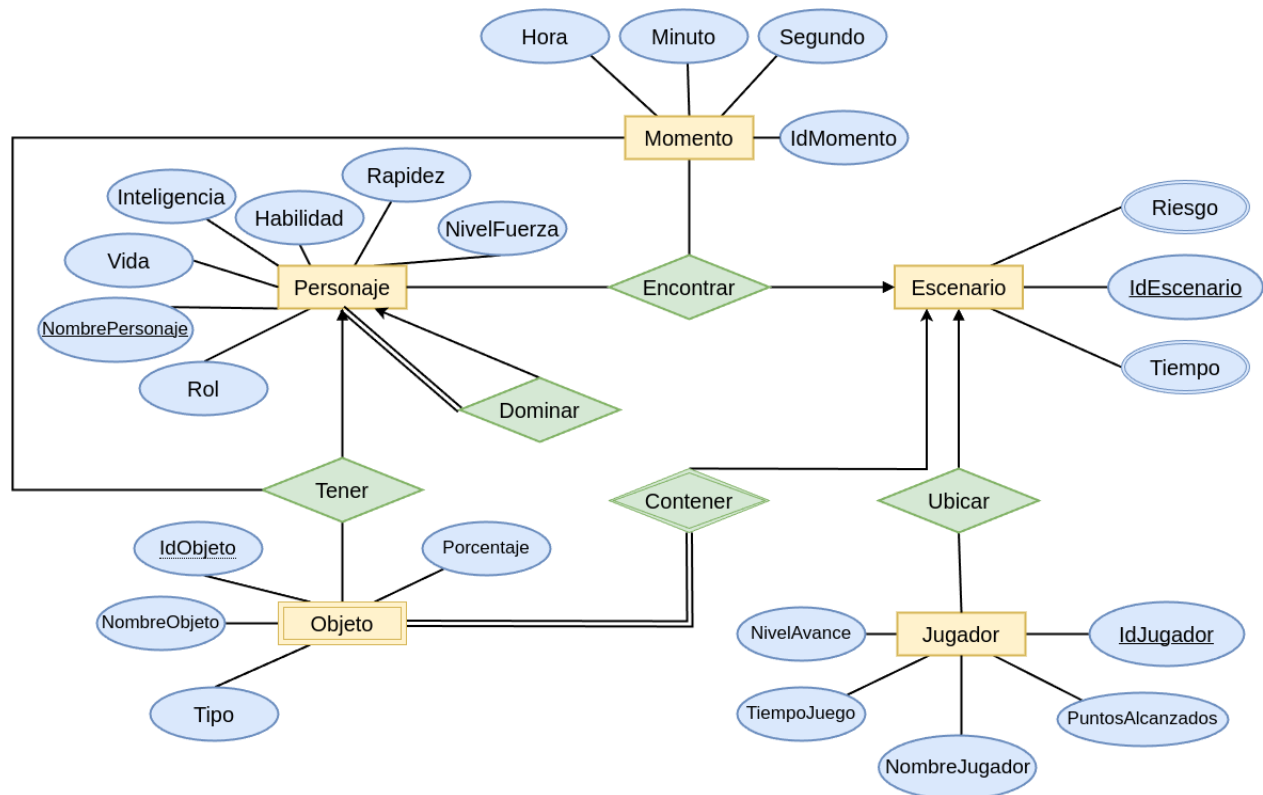 Hora
Minuto
Segundo
Momento
IdMomento
Rapidez
Inteligencia
Habilidad
NivelFuerza
Vida
Personaje
NombrePersonaje
Rol
Encontrar
Escenario
Riesgo
IdEscenario
Tiempo
Dominar
Tener
Contener
Ubicar
IdObjeto
Porcentaje
NombreObjeto
Objeto
Tipo
NivelAvance
Jugador
IdJugador
TiempoJuego
PuntosAlcanzados
NombreJugador